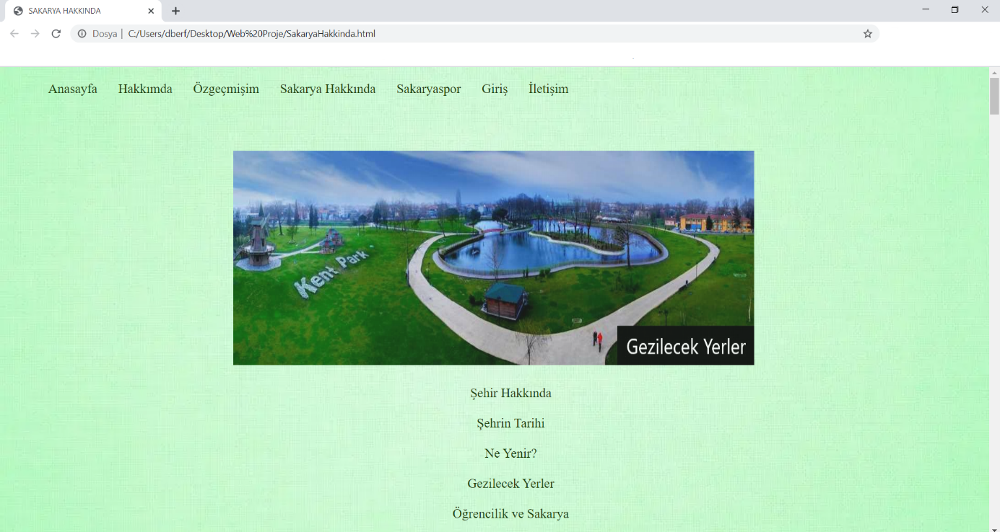 SAKARYA HAKKINDA
Dosya | C:/Users/dberf/Desktop/Web%20Proje/SakaryaHakkinda.html
Anasayfa Hakkımda Özgeçmişim Sakarya Hakkında Sakaryaspor Giriş İletişim
Kent Park
Gezilecek Yerler
Şehir Hakkında
Şehrin Tarihi
Ne Yenir?
Gezilecek Yerler
Öğrencilik ve Sakarya